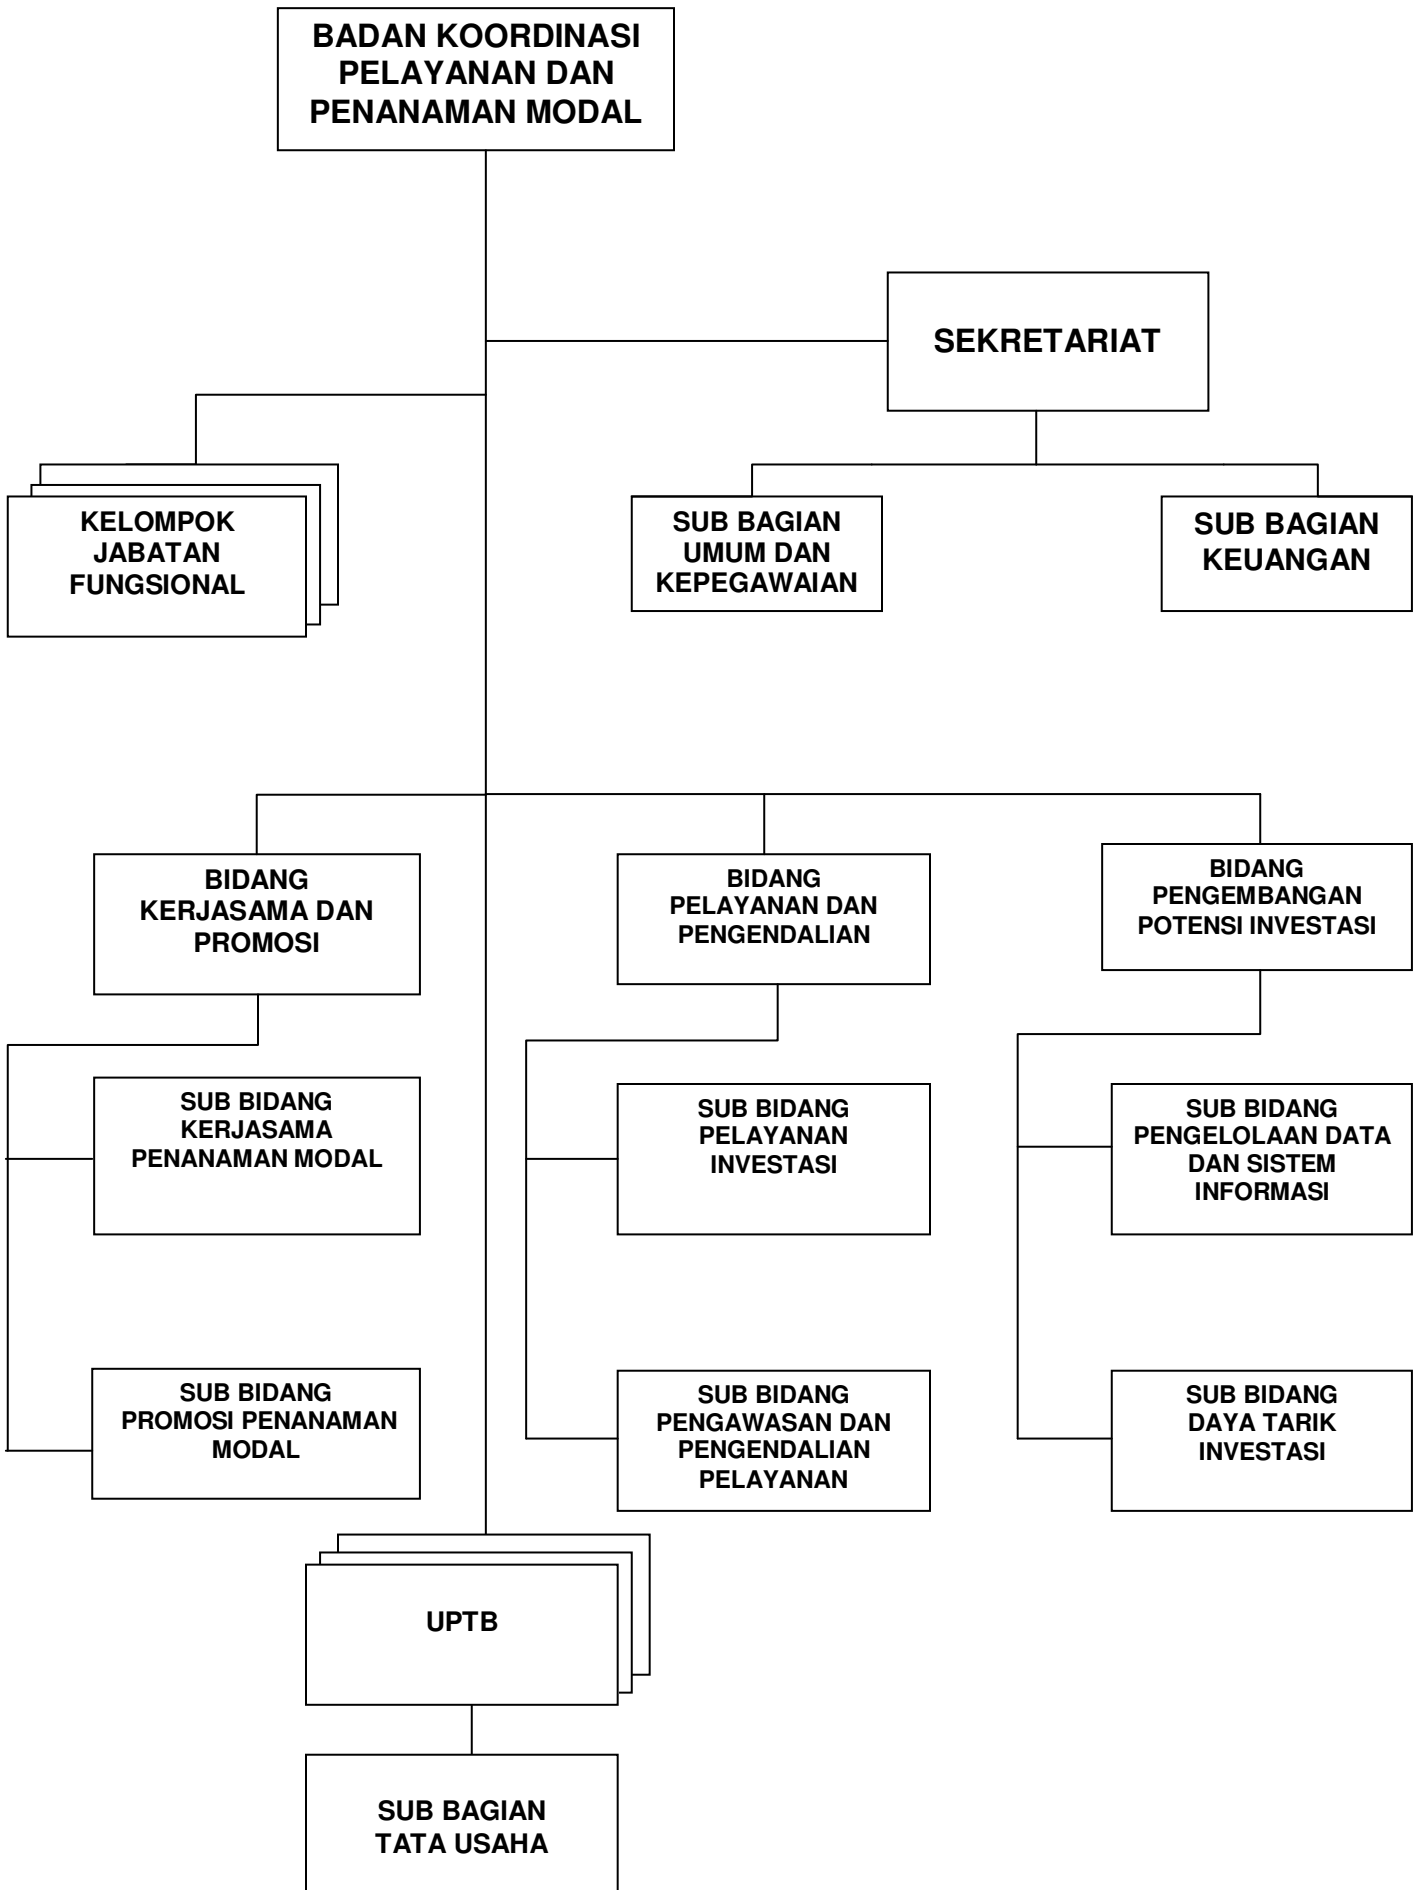 BADAN KOORDINASI
PELAYANAN DAN
PENANAMAN MODAL
SEKRETARIAT
KELOMPOK
JABATAN
FUNGSIONAL
SUB BAGIAN
UMUM DAN
KEPEGAWAIAN
SUB BAGIAN
KEUANGAN
BIDANG
KERJASAMA DAN
PROMOSI
BIDANG
PELAYANAN DAN
PENGENDALIAN
BIDANG
PENGEMBANGAN
POTENSI INVESTASI
SUB BIDANG
KERJASAMA
PENANAMAN MODAL
SUB BIDANG
PELAYANAN
INVESTASI
SUB BIDANG
PENGELOLAAN DATA
DAN SISTEM
INFORMASI
SUB BIDANG
PROMOSI PENANAMAN
MODAL
SUB BIDANG
PENGAWASAN DAN
PENGENDALIAN
PELAYANAN
SUB BIDANG
DAYA TARIK
INVESTASI
UPTB
SUB BAGIAN
TATA USAHA